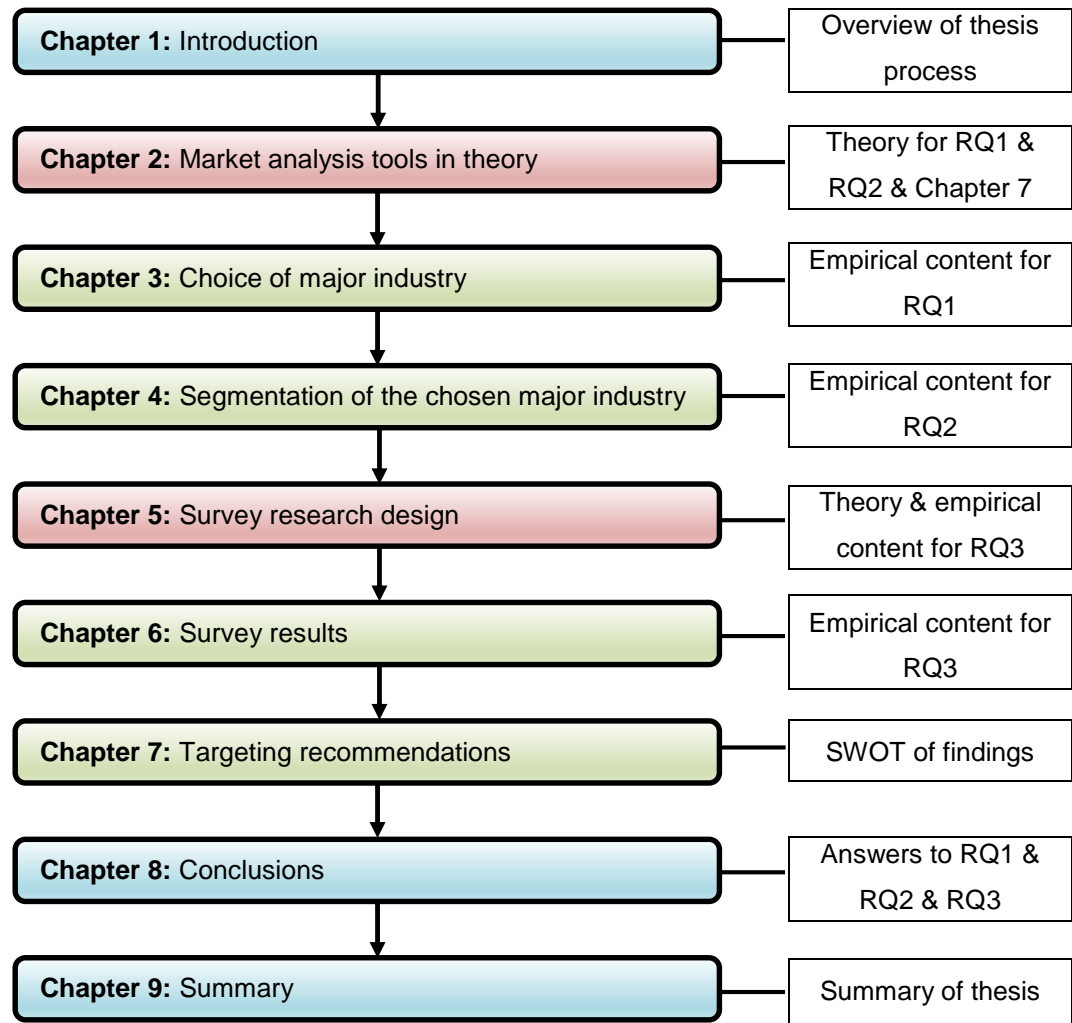 Chapter 1: Introduction
Overview of thesis
process
Chapter 2: Market analysis tools in theory
Theory for RQ1 &
RQ2 & Chapter 7
Chapter 3: Choice of major industry
Empirical content for
RQ1
Chapter 4: Segmentation of the chosen major industry
Empirical content for
RQ2
Chapter 5: Survey research design
Theory & empirical
content for RQ3
Chapter 6: Survey results
Empirical content for
RQ3
Chapter 7: Targeting recommendations
SWOT of findings
Chapter 8: Conclusions
Answers to RQ1 &
RQ2 & RQ3
Chapter 9: Summary
Summary of thesis